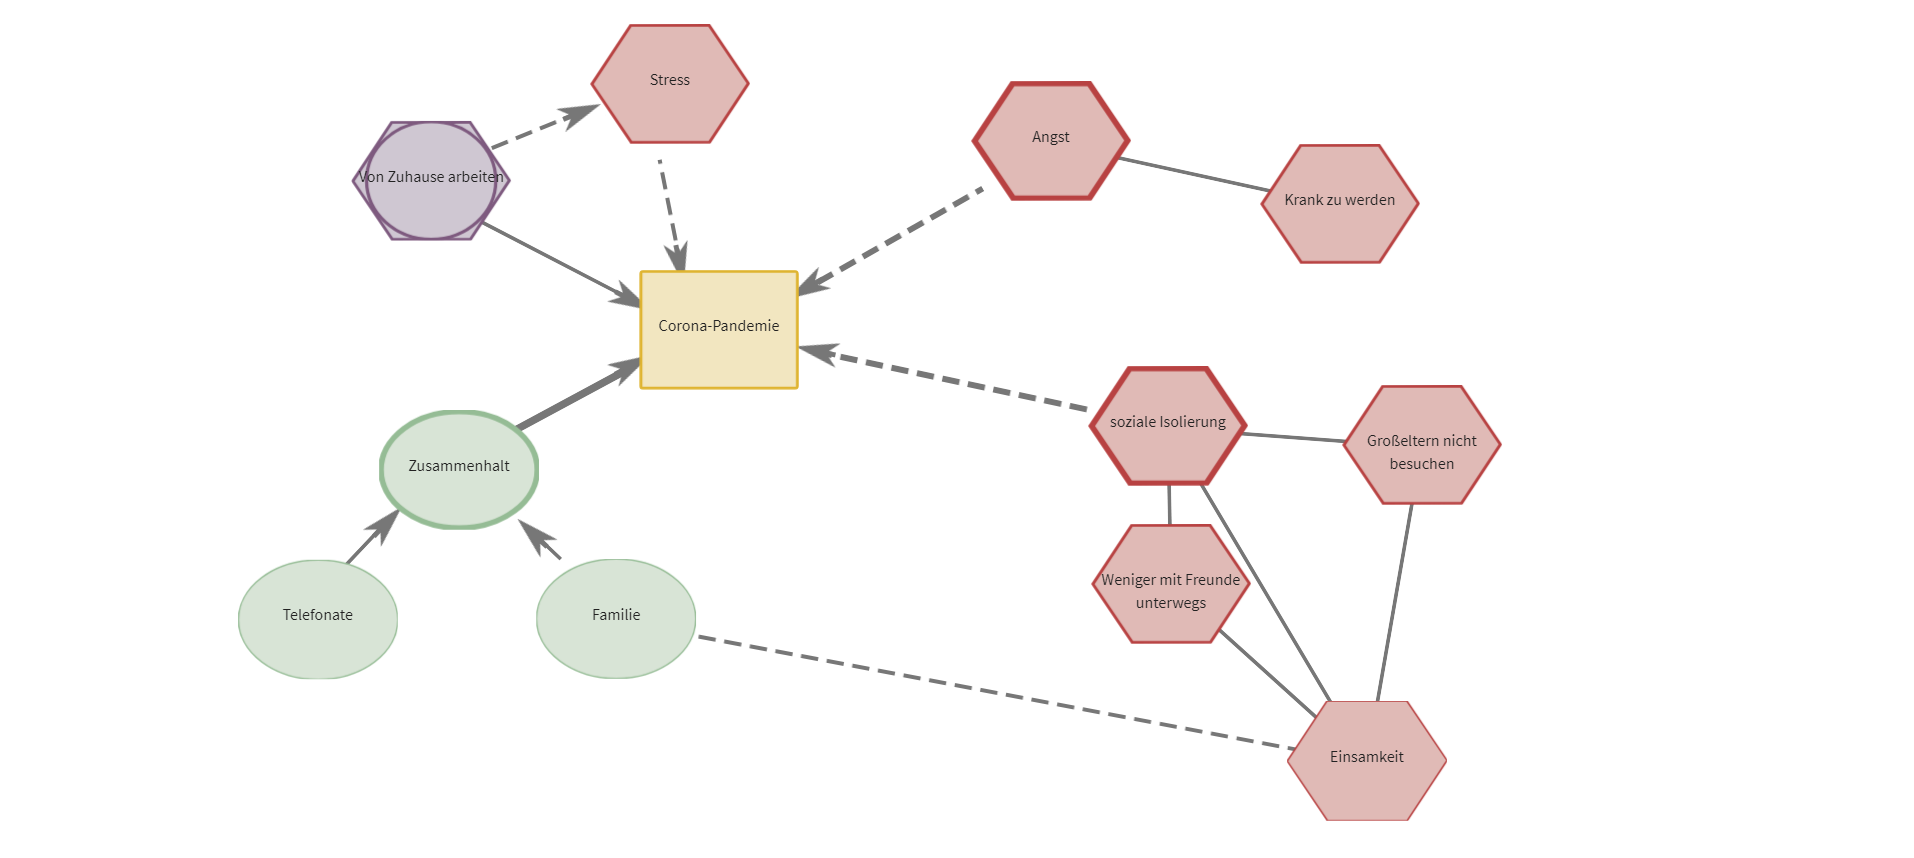 Stress
Angst
Von Zuhause arbeiten
Krank zu werden
Corona-Pandemie
soziale Isolierung
Großeltern nicht
besuchen
Zusammenhalt
Weniger mit Freunde
unterwegs
Telefonate
Familie
Einsamkeit